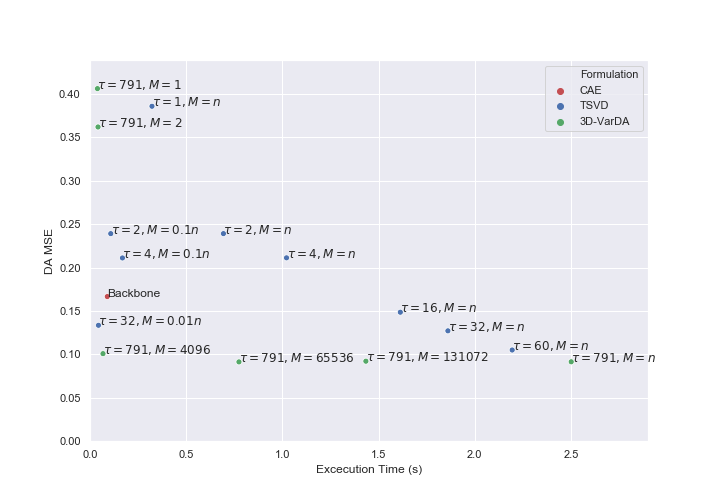 Formulation
CAE
TSVD
3D-VarDA
DA MSE
0.40
0.35
0.30
0.25
0.20
0.15
0.10
0.05
0.00
τ = 791, M = 1
τ = 1, M = n
τ = 791, M = 2
τ = 2, M = 0.1n
τ = 2, M = n
τ = 4, M = 0.1n
τ = 4, M = n
Backbone
τ = 16, M = n
τ = 32, M = 0.01n
τ = 32, M = n
τ = 60, M = n
τ = 791, M = 4096
τ = 791, M = 65536
τ = 791, M = 131072
τ = 791, M = n
0.0 0.5 1.0 1.5 2.0 2.5
Excecution Time (s)